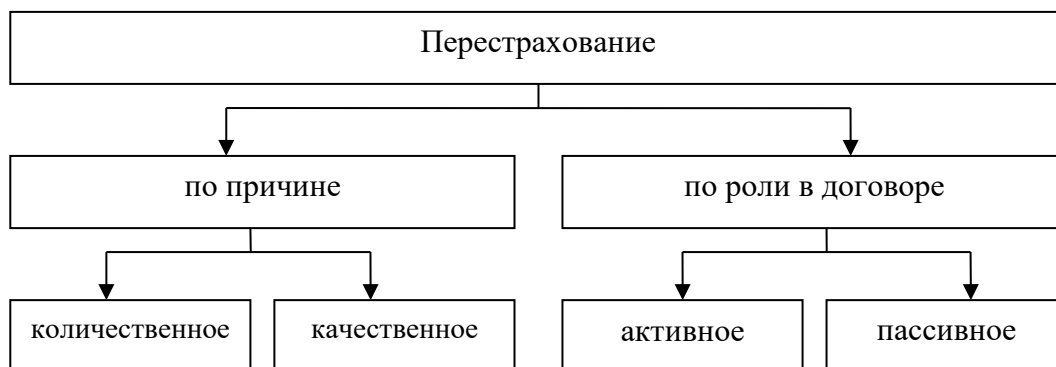 Перестрахование
по причине
по роли в договоре
количественное
качественное
активное
пассивное